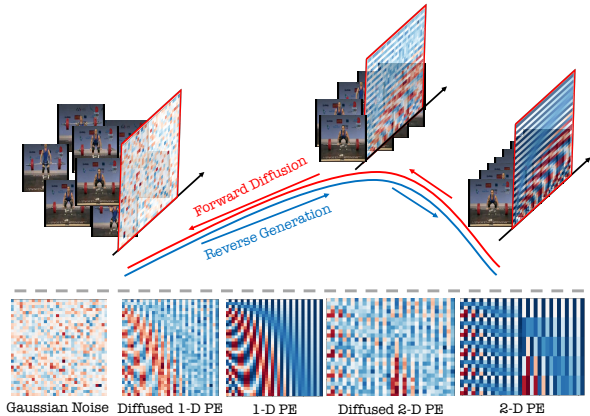 Forward Diffusion
Reverse Generation
Gaussian Noise
Diffused 1-D PE
1-D PE
Diffused 2-D PE
2-D PE